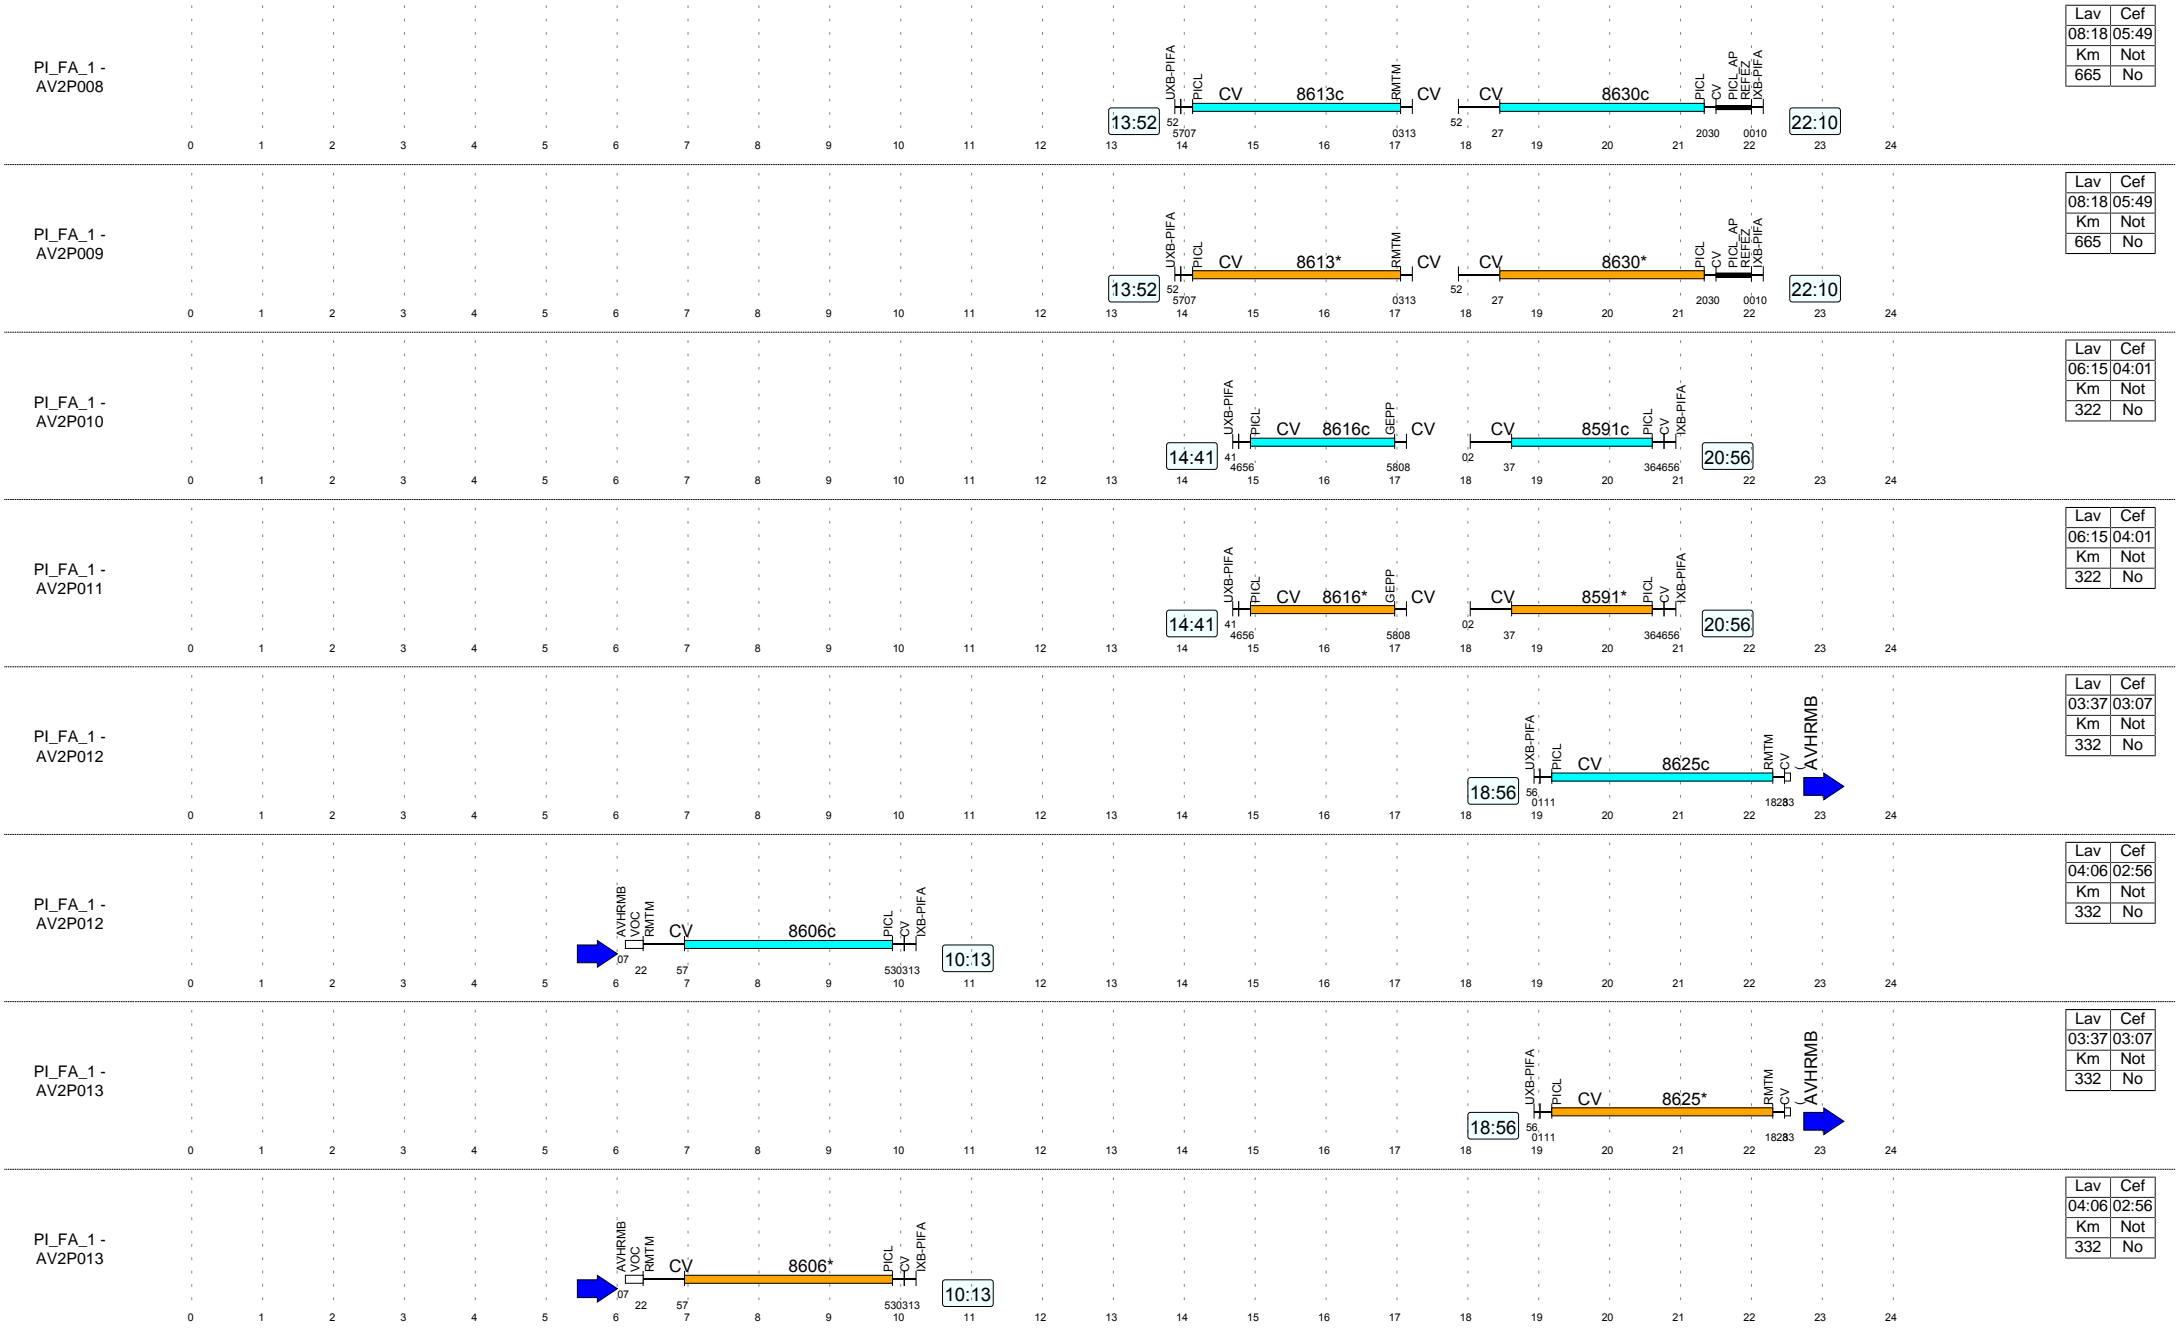 Lav Cef
08:18 05:49
Km Not
665 No
PI_FA_1 -
AV2P008
UXB-PIFA PICL CV 8613c RMTM CV CV 8630c PICL CV PICL_AP REFEZ IXB-PIFA
13:52 52 5707 0313 52 27 2030 0010 22:10
0 1 2 3 4 5 6 7 8 9 10 11 12 13 14 15 16 17 18 19 20 21 22 23 24
Lav Cef
08:18 05:49
Km Not
665 No
PI_FA_1 -
AV2P009
UXB-PIFA PICL CV 8613* RMTM CV CV 8630* PICL CV PICL_AP REFEZ IXB-PIFA
13:52 52 5707 0313 52 27 2030 0010 22:10
0 1 2 3 4 5 6 7 8 9 10 11 12 13 14 15 16 17 18 19 20 21 22 23 24
Lav Cef
06:15 04:01
Km Not
322 No
PI_FA_1 -
AV2P010
UXB-PIFA PICL CV 8616c GEPP CV CV 8591c PICL CV IXB-PIFA
14:41 41 4656 5808 02 37 364656 20:56
0 1 2 3 4 5 6 7 8 9 10 11 12 13 14 15 16 17 18 19 20 21 22 23 24
Lav Cef
06:15 04:01
Km Not
322 No
PI_FA_1 -
AV2P011
UXB-PIFA PICL CV 8616* GEPP CV CV 8591* PICL CV IXB-PIFA
14:41 41 4656 5808 02 37 364656 20:56
0 1 2 3 4 5 6 7 8 9 10 11 12 13 14 15 16 17 18 19 20 21 22 23 24
Lav Cef
03:37 03:07
Km Not
332 No
PI_FA_1 -
AV2P012
UXB-PIFA PICL CV 8625c RMTM CV AVHRMB
18:56 56 0111 1828
0 1 2 3 4 5 6 7 8 9 10 11 12 13 14 15 16 17 18 19 20 21 22 23 24
Lav Cef
04:06 02:56
Km Not
332 No
PI_FA_1 -
AV2P012
AVHRMB VOC RMTM CV 8606c PICL CV IXB-PIFA
07 22 57 530313 10:13
0 1 2 3 4 5 6 7 8 9 10 11 12 13 14 15 16 17 18 19 20 21 22 23 24
Lav Cef
03:37 03:07
Km Not
332 No
PI_FA_1 -
AV2P013
UXB-PIFA PICL CV 8625* RMTM CV AVHRMB
18:56 56 0111 1828
0 1 2 3 4 5 6 7 8 9 10 11 12 13 14 15 16 17 18 19 20 21 22 23 24
Lav Cef
04:06 02:56
Km Not
332 No
PI_FA_1 -
AV2P013
AVHRMB VOC RMTM CV 8606* PICL CV IXB-PIFA
07 22 57 530313 10:13
0 1 2 3 4 5 6 7 8 9 10 11 12 13 14 15 16 17 18 19 20 21 22 23 24